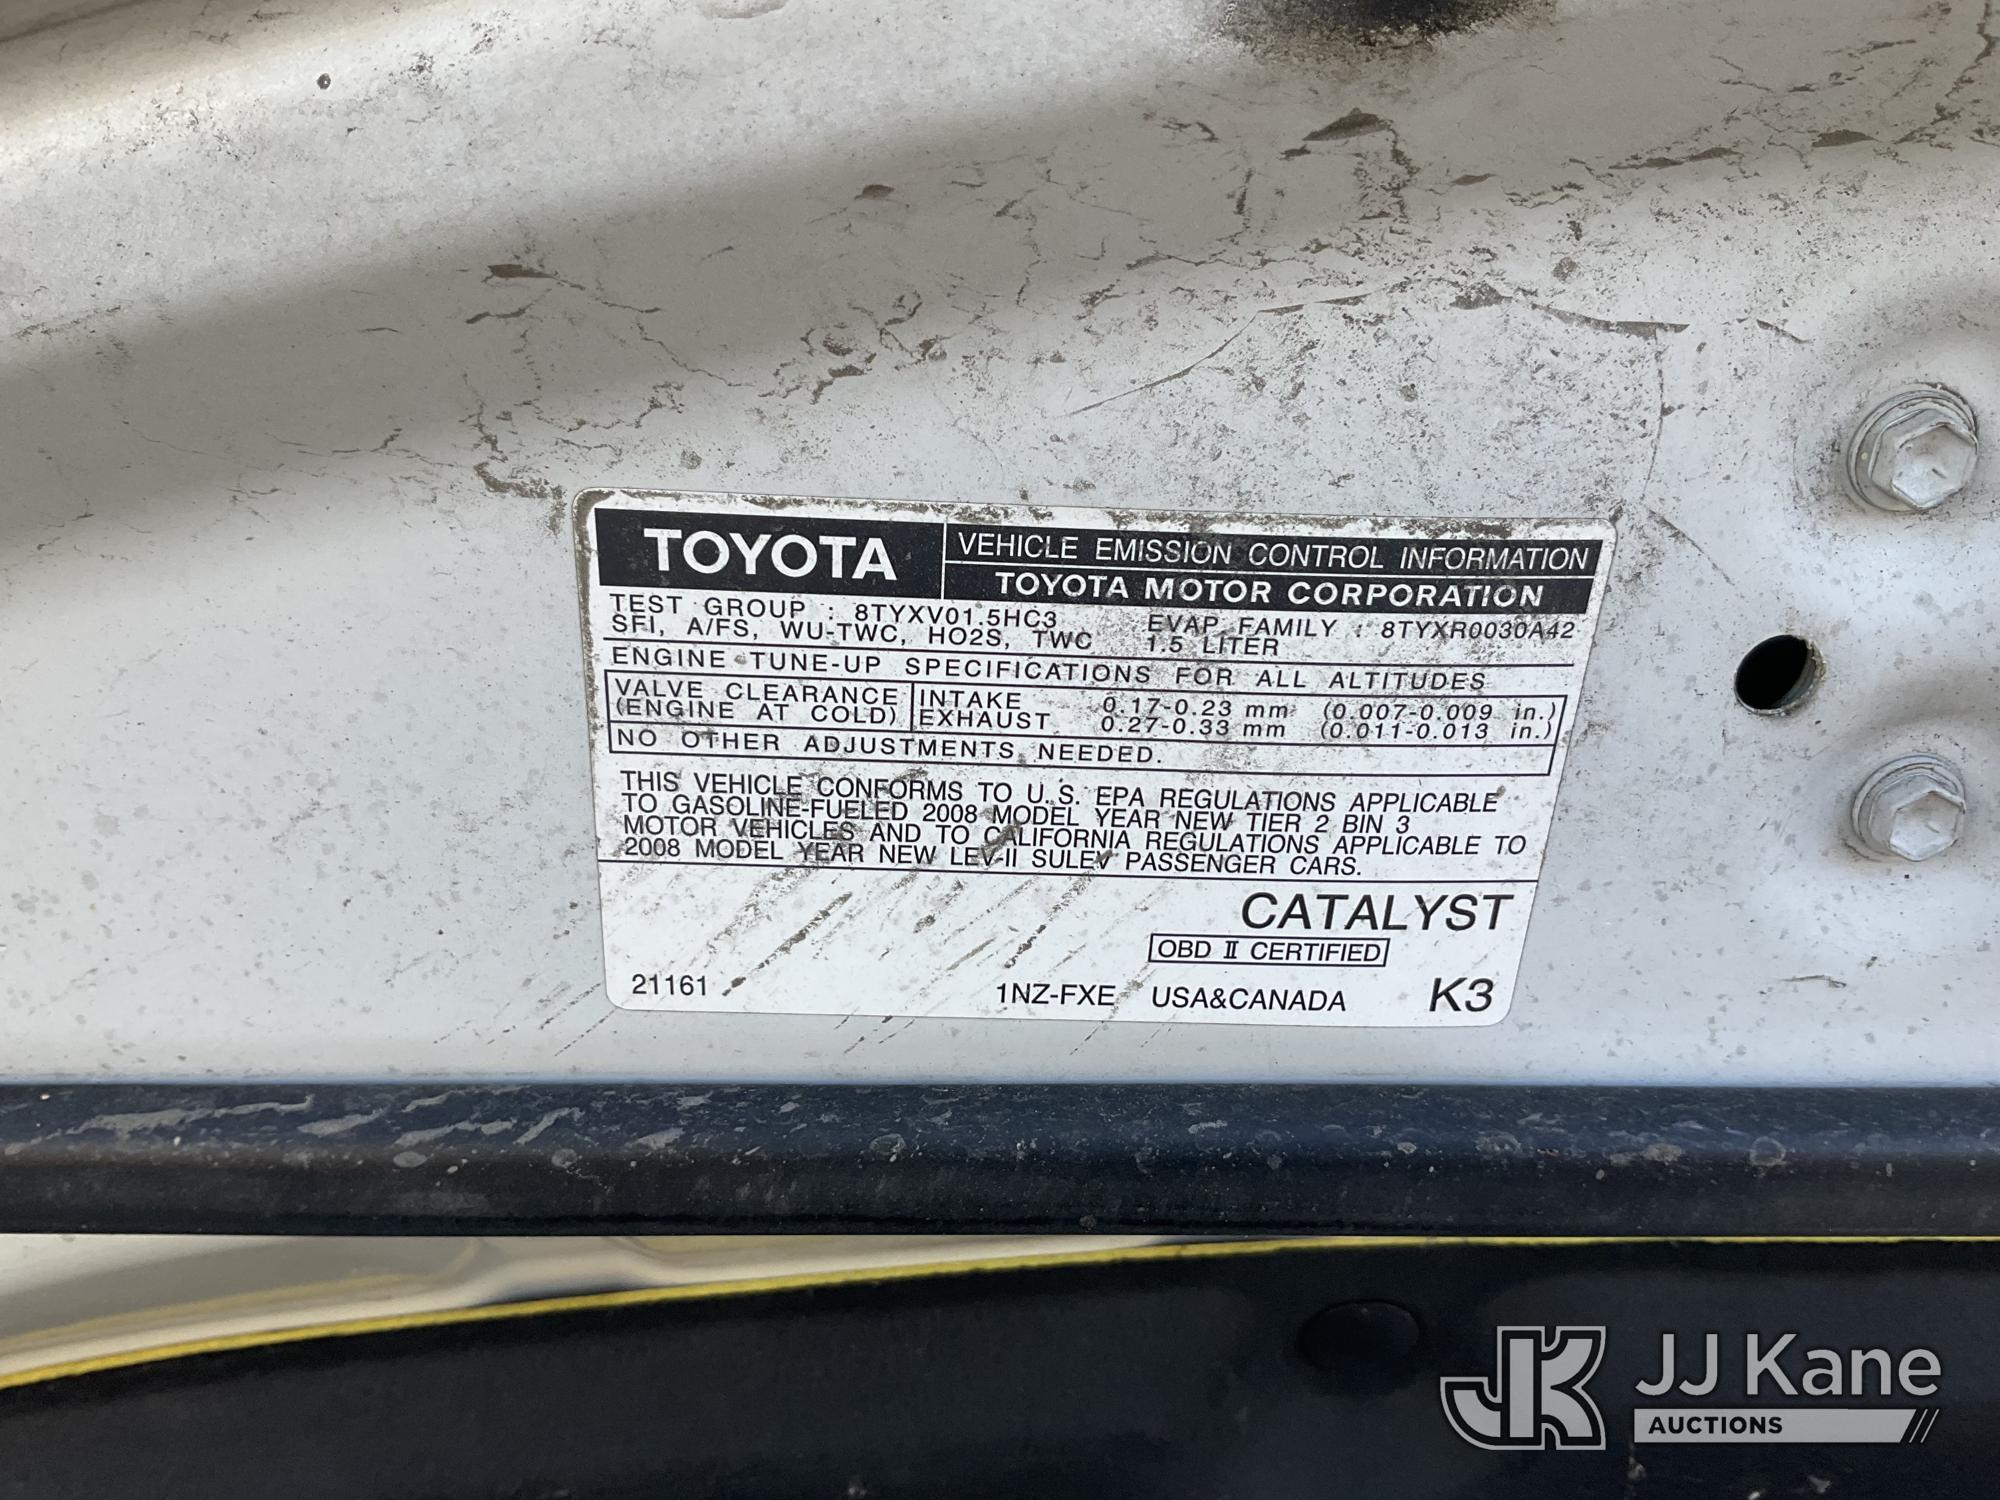 TOYOTA
VEHICLE EMISSION CONTROL INFORMATION
TOYOTA MOTOR CORPORATION
TEST GROUP : 8TYXV01.5HC3 EVAP FAMILY : 8TYXR0030A42
SFI, A/FS, WU-TWC, HO2S, TWC 1.5 LITER
ENGINE TUNE-UP SPECIFICATIONS FOR ALL ALTITUDES
VALVE CLEARANCE INTAKE 0.17-0.23 mm (0.007-0.009 in.)
(ENGINE AT COLD) EXHAUST 0.27-0.33 mm (0.011-0.013 in.)
NO OTHER ADJUSTMENTS NEEDED.
THIS VEHICLE CONFORMS TO U.S. EPA REGULATIONS APPLICABLE
TO GASOLINE-FUELED 2008 MODEL YEAR NEW TIER 2 BIN 3
MOTOR VEHICLES AND TO CALIFORNIA REGULATIONS APPLICABLE TO
2008 MODEL YEAR NEW LEV-II SULEV PASSENGER CARS.
CATALYST
OBD II CERTIFIED
21161 1NZ-FXE USA&CANADA K3
JK JJ Kane
AUCTIONS